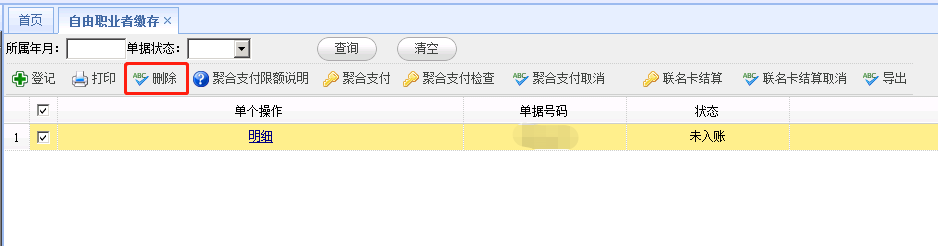 首页 自由职业者缴存 ×
所属年月： 单据状态： 查询 清空
登记 打印 ABC 删除 ? 聚合支付限额说明 聚合支付 聚合支付检查 ABC 聚合支付取消 联名卡结算 ABC 联名卡结算取消 ABC 导出
单个操作 单据号码 状态
1 明细 未入账